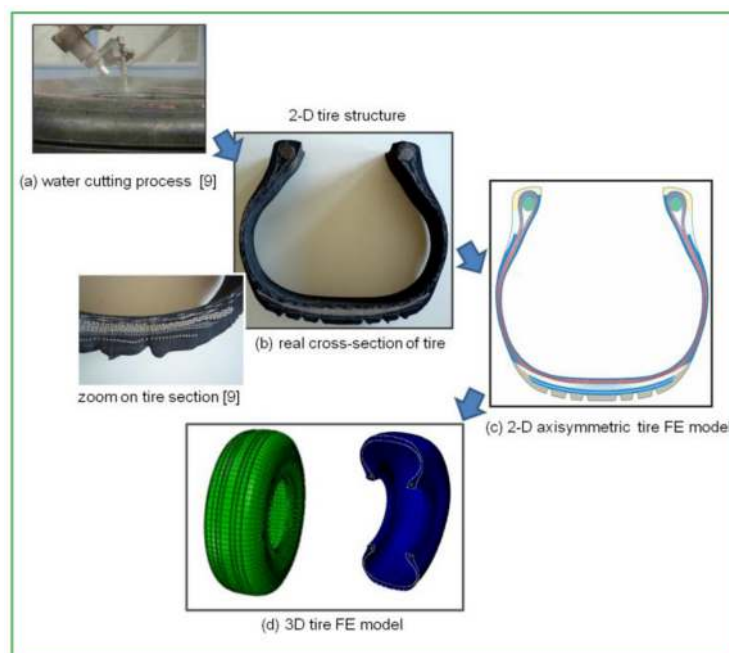 2-D tire structure
(a) water cutting process [9]
(b) real cross-section of tire
zoom on tire section [9]
(c) 2-D axisymmetric tire FE model
(d) 3D tire FE model